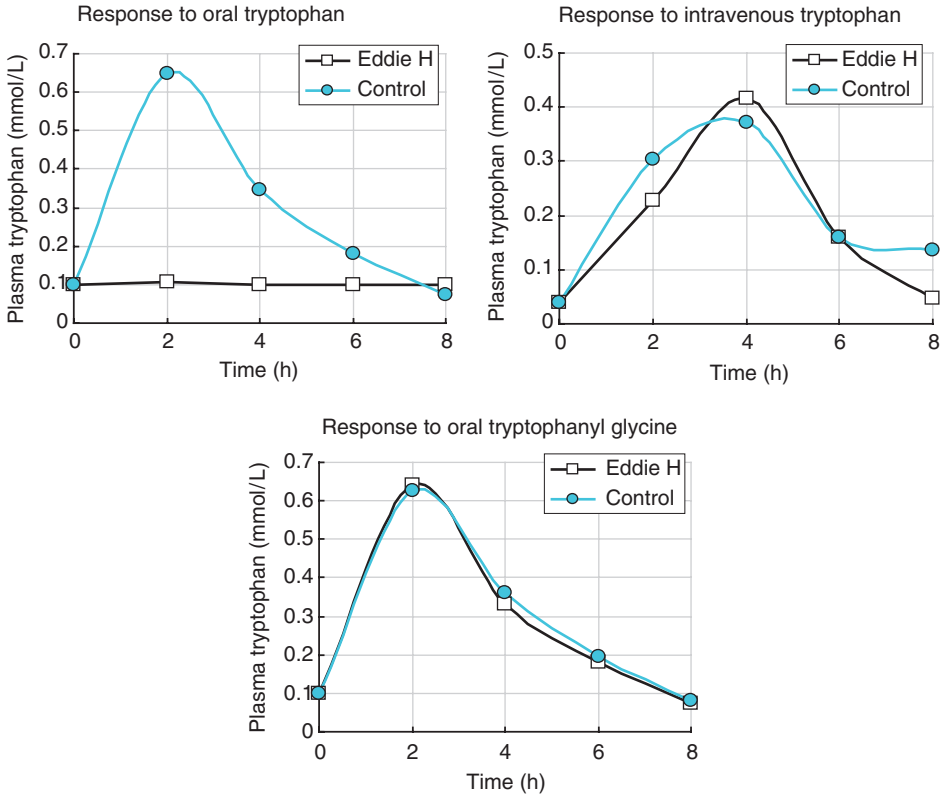 Response to oral tryptophan
Plasma tryptophan (mmol/L)
0.7
0.6
0.5
0.4
0.3
0.2
0.1
0
0
2
4
6
8
Time (h)
Eddie H
Control
Response to intravenous tryptophan
Plasma tryptophan (mmol/L)
0.5
0.4
0.3
0.2
0.1
0
0
2
4
6
8
Time (h)
Eddie H
Control
Response to oral tryptophanyl glycine
Plasma tryptophan (mmol/L)
0.7
0.6
0.5
0.4
0.3
0.2
0.1
0
0
2
4
6
8
Time (h)
Eddie H
Control